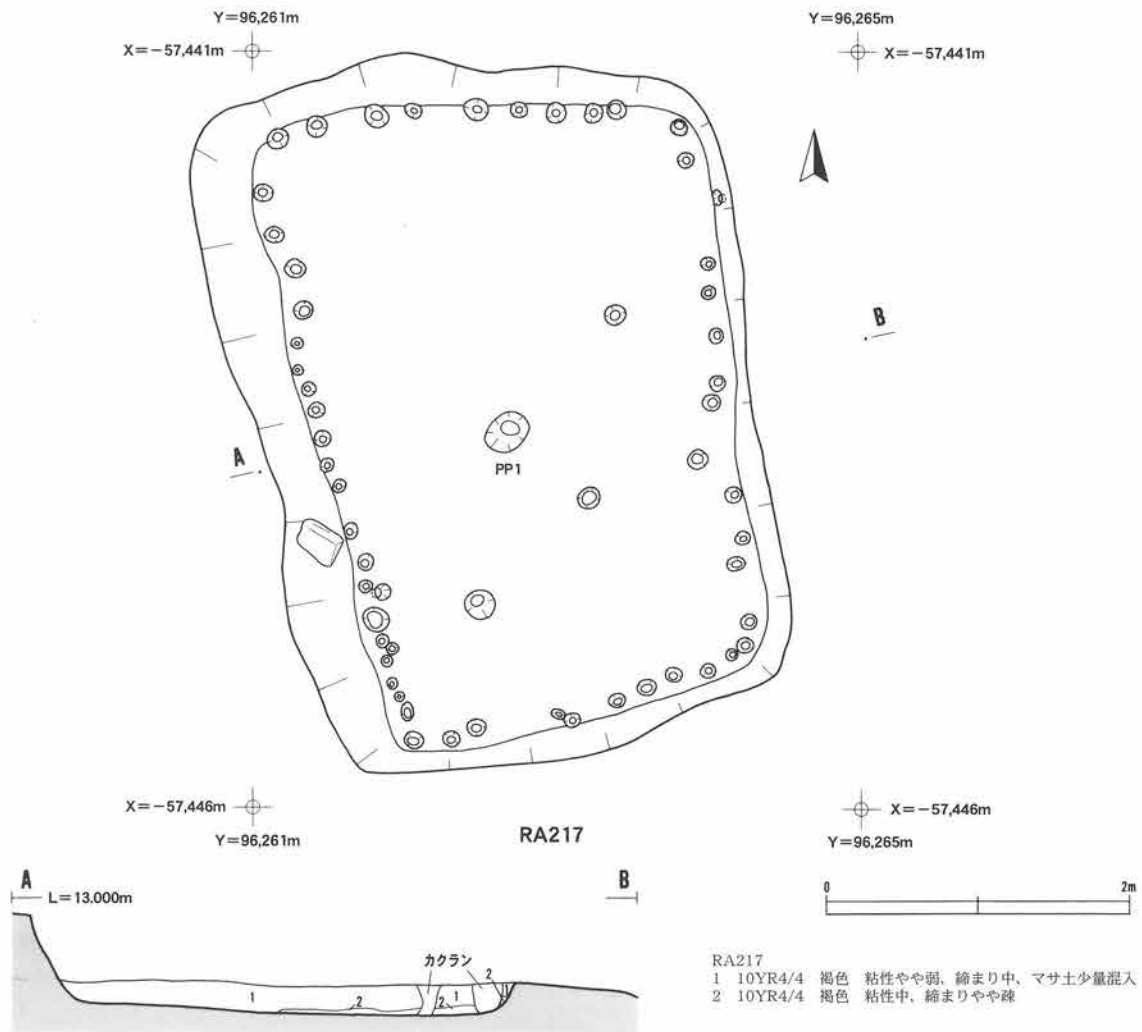 Y=96,261m
Y=96,265m
X=−57,441m
X=−57,441m
B
A
PP1
X=−57,446m
X=−57,446m
Y=96,261m
RA217
Y=96,265m
A
L=13.000m
B
0
2m
カクラン
2
1
2
2
1
1
RA217
1 10YR4/4 褐色 粘性やや弱、締まり中、マサ土少量混入
2 10YR4/4 褐色 粘性中、締まりやや疎